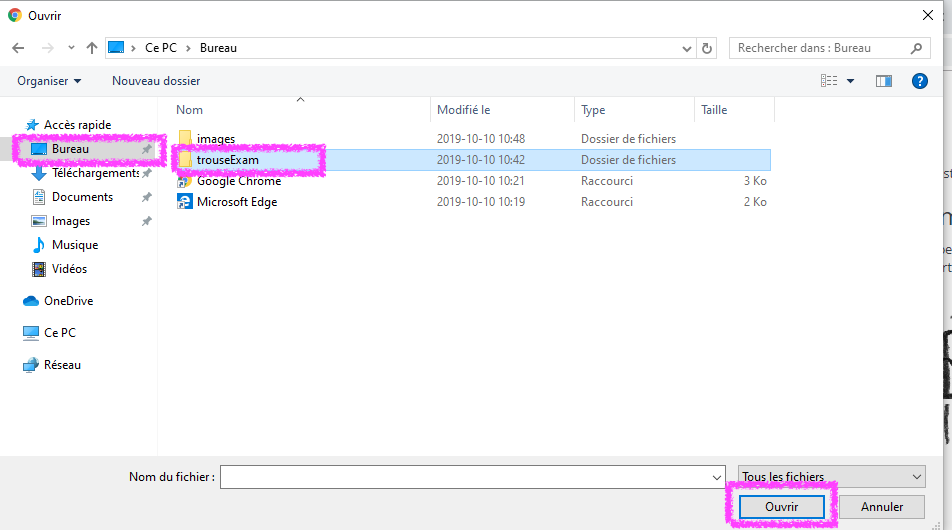 Ouvrir
Ce PC > Bureau
Rechercher dans : Bureau
Organiser
Nouveau dossier
?
Nom Modifié le Type Taille
Accès rapide
Bureau
Téléchargements
Documents
Images
Musique
Vidéos
OneDrive
Ce PC
Réseau
images 2019-10-10 10:48 Dossier de fichiers
trouseExam 2019-10-10 10:42 Dossier de fichiers
Google Chrome 2019-10-10 10:21 Raccourci 3 Ko
Microsoft Edge 2019-10-10 10:19 Raccourci 2 Ko
Nom du fichier :
Tous les fichiers
Ouvrir
Annuler